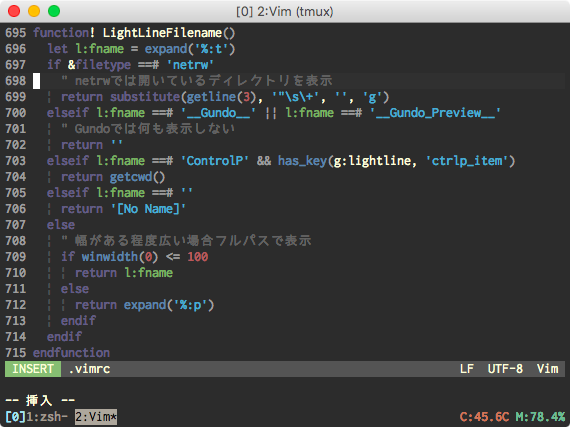 [0] 2:Vim (tmux)
695 function! LightLineFilename()
696   let l:fname = expand('%:t')
697   if &filetype ==# 'netrw'
698     " netrwでは開いているディレクトリを表示
699   ¦ return substitute(getline(3), '"\s\+', '', 'g')
700   elseif l:fname ==# '__Gundo__' || l:fname ==# '__Gundo_Preview__'
701   ¦ " Gundoでは何も表示しない
702   ¦ return ''
703   elseif l:fname ==# 'ControlP' && has_key(g:lightline, 'ctrlp_item')
704   ¦ return getcwd()
705   elseif l:fname ==# ''
706   ¦ return '[No Name]'
707   else
708   ¦ " 幅がある程度広い場合フルパスで表示
709   ¦ if winwidth(0) <= 100
710   ¦ ¦ return l:fname
711   ¦ else
712   ¦ ¦ return expand('%:p')
713   ¦ endif
714   endif
715 endfunction
INSERT .vimrc LF UTF-8 Vim
-- 挿入 --
[0]1:zsh- 2:Vim* C:45.6C M:78.4%